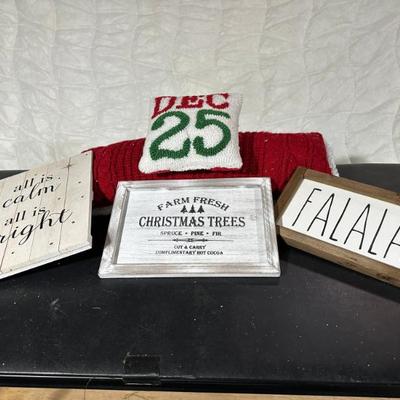 DEC
25
all is
calm
all is
right
FARM FRESH
CHRISTMAS TREES
SPRUCE • PINE • FIR
CUT & CARRY
COMPLIMENTARY HOT COCOA
FALALA